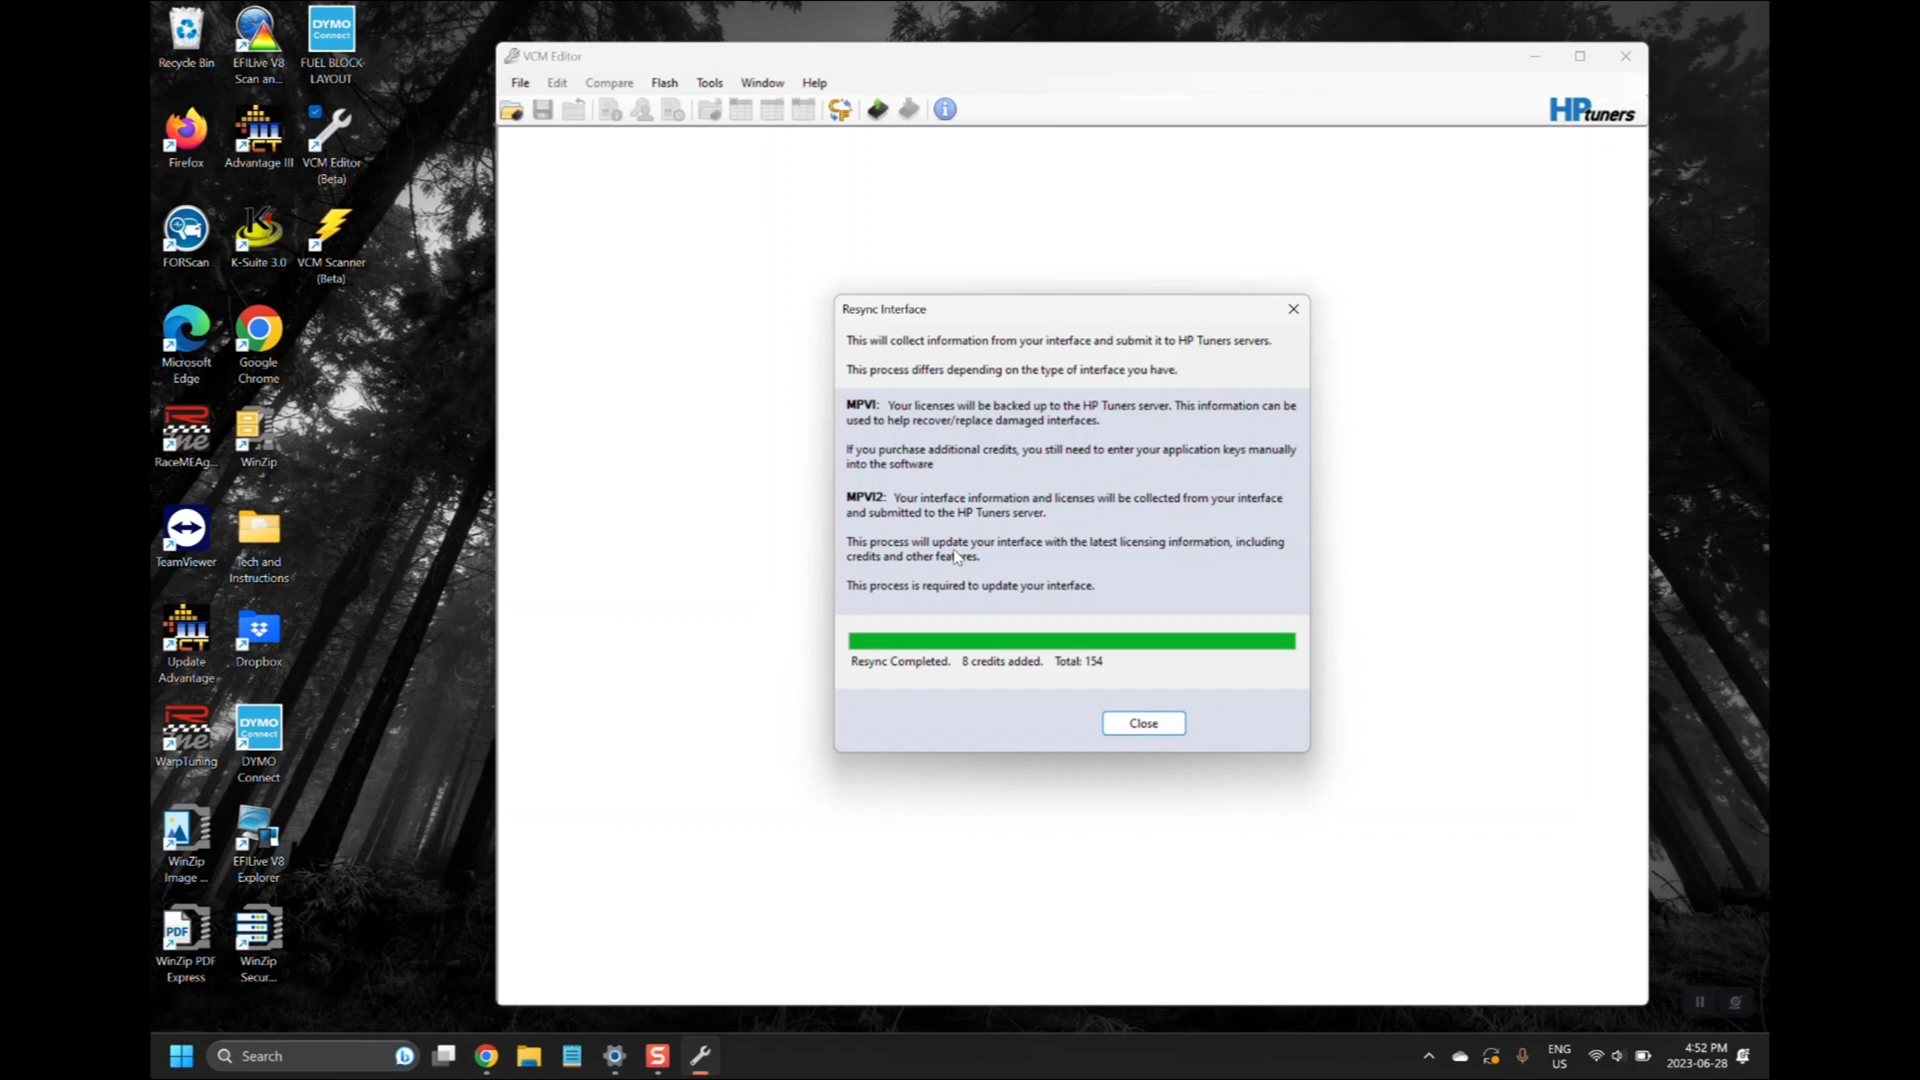 Recycle Bin
EFILive V8
Scan an...
DYMO
Connect
FUEL BLOCK
LAYOUT
Firefox
Advantage III
VCM Editor
(Beta)
FORScan
K-Suite 3.0
VCM Scanner
(Beta)
Microsoft
Edge
Google
Chrome
RaceMEAg...
WinZip
TeamViewer
Tech and
Instructions
Update
Advantage
Dropbox
WarpTuning
DYMO
Connect
DYMO
Connect
WinZip
Image ...
EFILive V8
Explorer
PDF
WinZip PDF
Express
WinZip
Secur...
VCM Editor
File Edit Compare Flash Tools Window Help
HPtuners
Resync Interface
This will collect information from your interface and submit it to HP Tuners servers.
This process differs depending on the type of interface you have.
MPVI: Your licenses will be backed up to the HP Tuners server. This information can be
used to help recover/replace damaged interfaces.
If you purchase additional credits, you still need to enter your application keys manually
into the software
MPVI2: Your interface information and licenses will be collected from your interface
and submitted to the HP Tuners server.
This process will update your interface with the latest licensing information, including
credits and other features.
This process is required to update your interface.
Resync Completed. 8 credits added. Total: 154
Close
Search
ENG
US
4:52 PM
2023-06-28